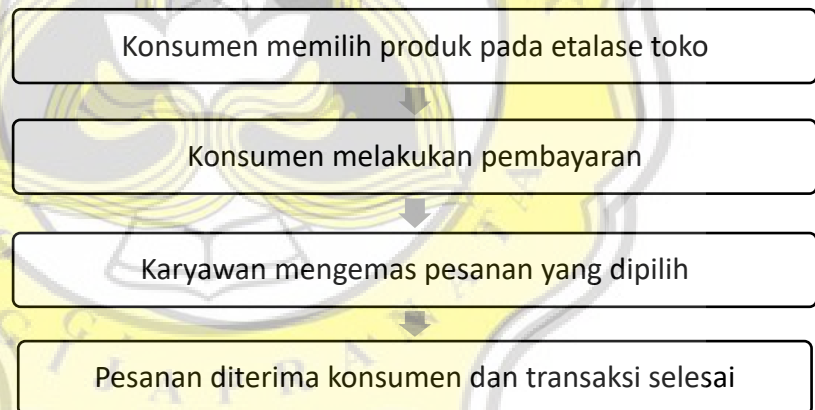 Konsumen memilih produk pada etalase toko
Konsumen melakukan pembayaran
Karyawan mengemas pesanan yang dipilih
Pesanan diterima konsumen dan transaksi selesai